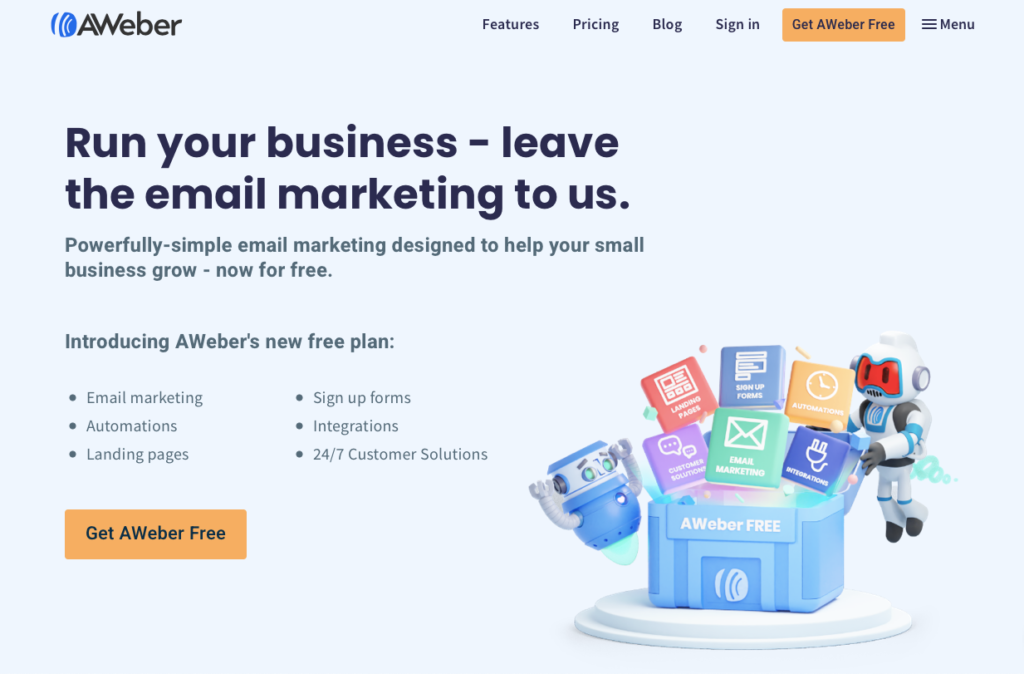 AWeber
Features
Pricing
Blog
Sign in
Get AWeber Free
Menu
Run your business - leave
the email marketing to us.
Powerfully-simple email marketing designed to help your small
business grow - now for free.
Introducing AWeber's new free plan:
Email marketing
Automations
Landing pages
Sign up forms
Integrations
24/7 Customer Solutions
Get AWeber Free
LANDING
PAGES
SIGN UP
FORMS
AUTOMATIONS
CUSTOMER
SOLUTIONS
EMAIL
MARKETING
INTEGRATIONS
AWeber FREE